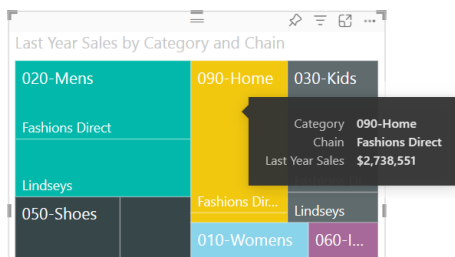 Last Year Sales by Category and Chain
020-Mens
Fashions Direct
Lindseys
050-Shoes
090-Home
Fashions Dir...
030-Kids
Lindseys
010-Womens
060-I...
Category 090-Home
Chain Fashions Direct
Last Year Sales $2,738,551